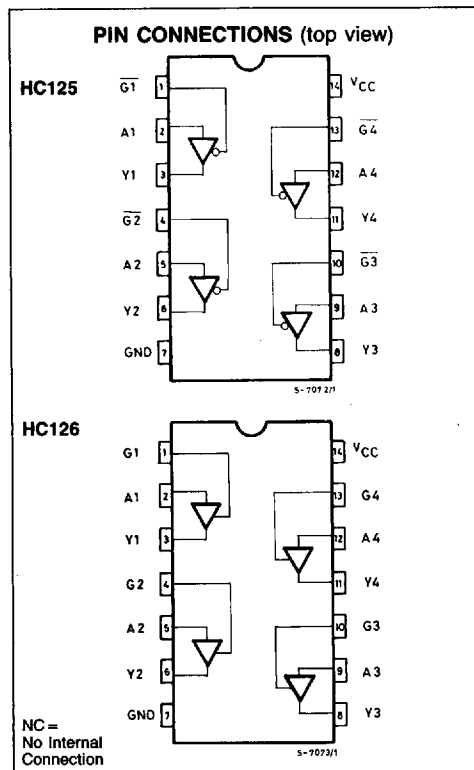 PIN CONNECTIONS (top view)
HC125
G1 1 14 VCC
A1 2 13 G4
Y1 3 12 A4
G2 4 11 Y4
A2 5 10 G3
Y2 6 9 A3
GND 7 8 Y3
S-7072/1
HC126
G1 1 14 VCC
A1 2 13 G4
Y1 3 12 A4
G2 4 11 Y4
A2 5 10 G3
Y2 6 9 A3
GND 7 8 Y3
NC =
No Internal
Connection
S-7073/1